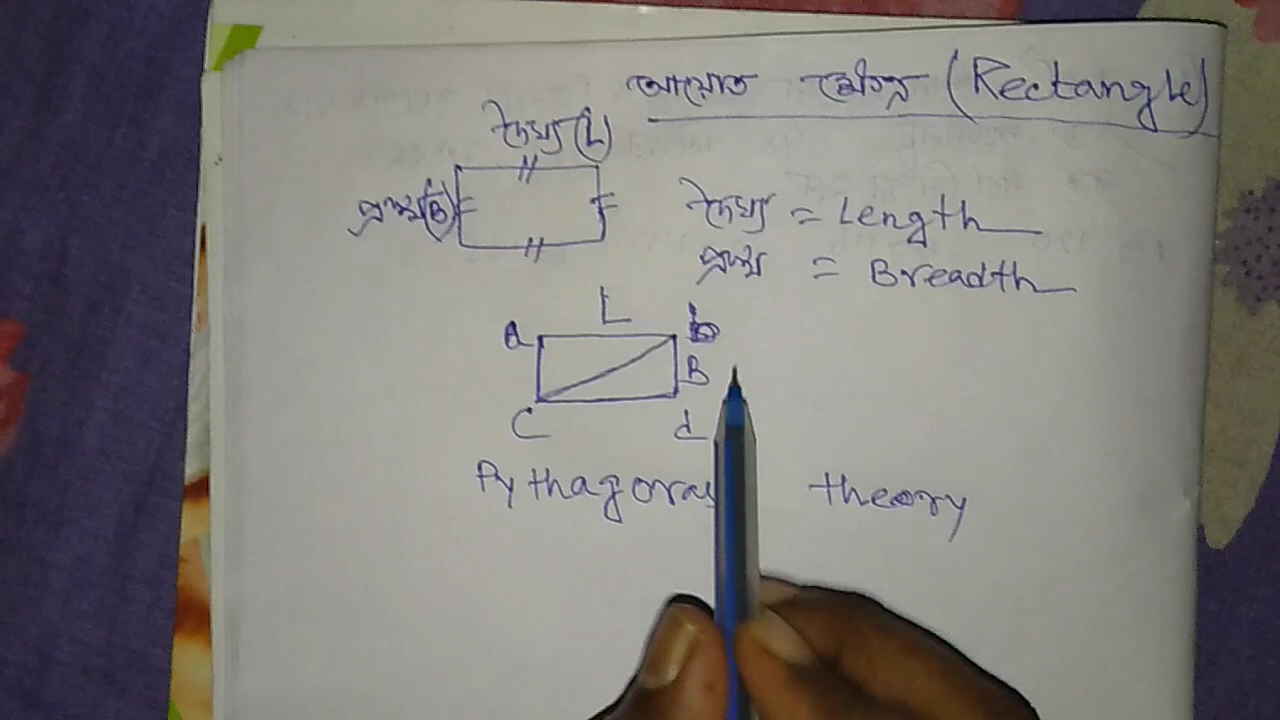 আয়োত ক্ষেত্র (Rectangle)
দৈঘ্য (L)
প্রস্থ (B)
দৈঘ্য = Length
প্রস্থ = Breadth
L
a b
B
C d
Pythagoras theory